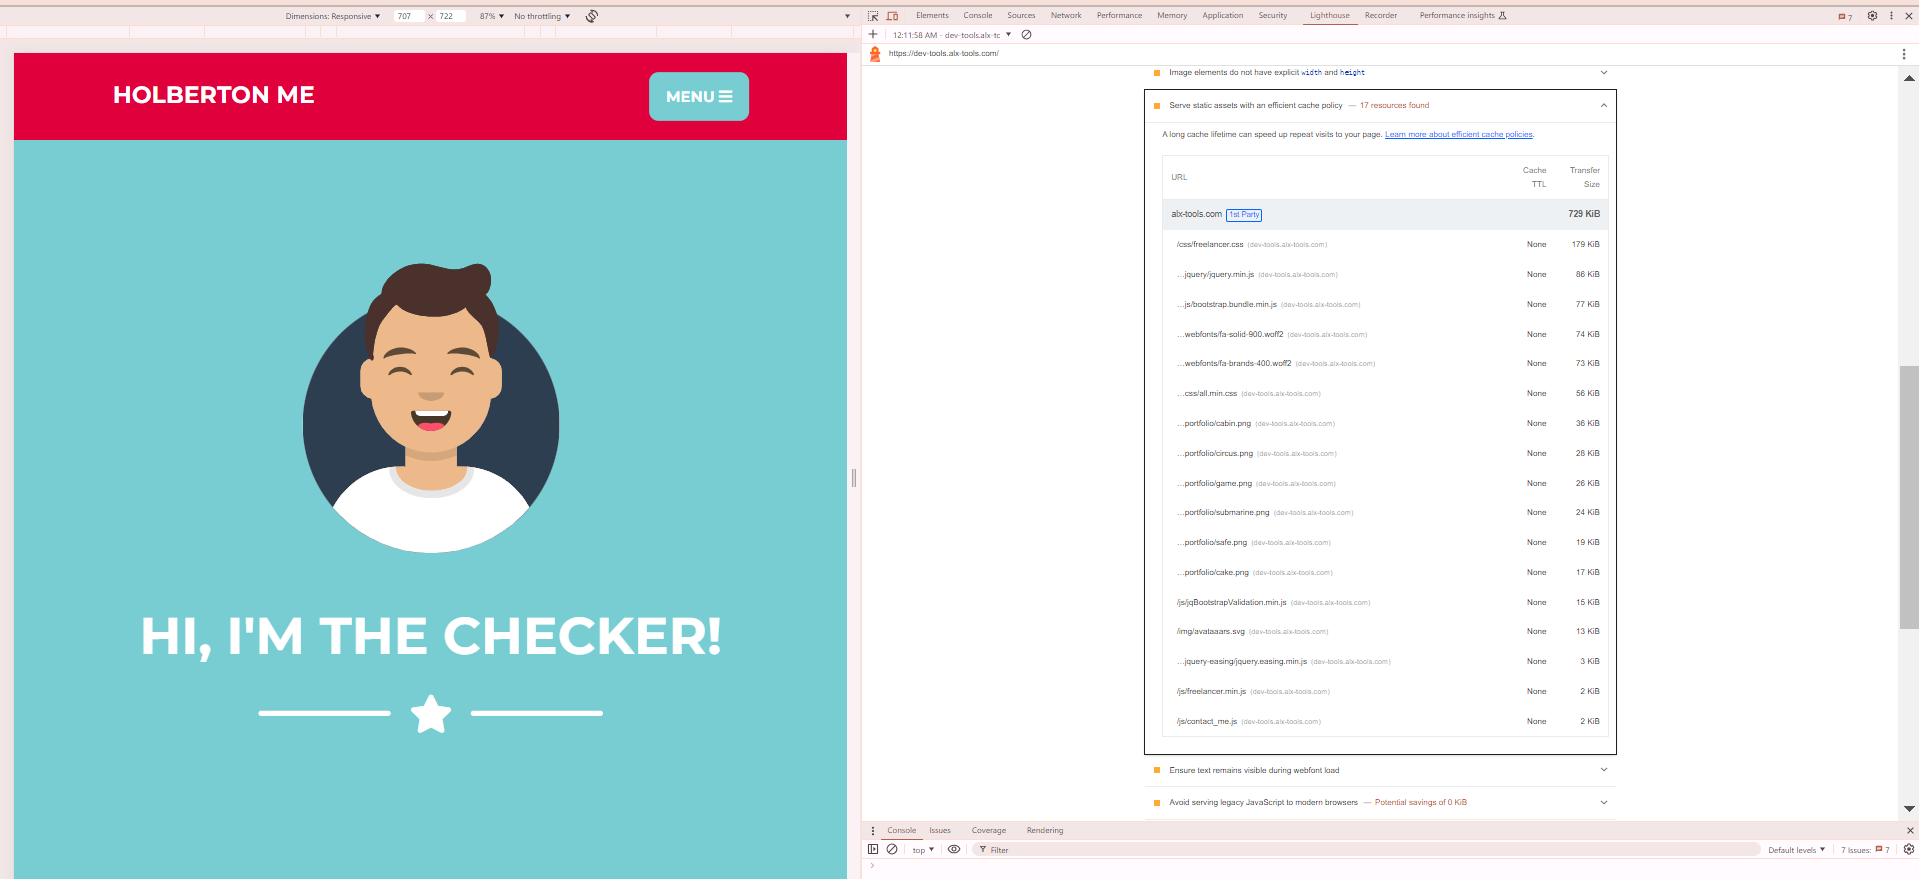 Dimensions: Responsive 707 × 722 87% No throttling
HOLBERTON ME
MENU
HI, I'M THE CHECKER!
Elements Console Sources Network Performance Memory Application Security Lighthouse Recorder Performance insights 7
12:11:58 AM - dev-tools.alx-tc
https://dev-tools.alx-tools.com/
Image elements do not have explicit width and height
Serve static assets with an efficient cache policy — 17 resources found
A long cache lifetime can speed up repeat visits to your page. Learn more about efficient cache policies.
URL Cache TTL Transfer Size
alx-tools.com 1st Party 729 KiB
/css/freelancer.css (dev-tools.alx-tools.com) None 179 KiB
…jquery/jquery.min.js (dev-tools.alx-tools.com) None 86 KiB
…js/bootstrap.bundle.min.js (dev-tools.alx-tools.com) None 77 KiB
…webfonts/fa-solid-900.woff2 (dev-tools.alx-tools.com) None 74 KiB
…webfonts/fa-brands-400.woff2 (dev-tools.alx-tools.com) None 73 KiB
…css/all.min.css (dev-tools.alx-tools.com) None 56 KiB
…portfolio/cabin.png (dev-tools.alx-tools.com) None 36 KiB
…portfolio/circus.png (dev-tools.alx-tools.com) None 28 KiB
…portfolio/game.png (dev-tools.alx-tools.com) None 26 KiB
…portfolio/submarine.png (dev-tools.alx-tools.com) None 24 KiB
…portfolio/safe.png (dev-tools.alx-tools.com) None 19 KiB
…portfolio/cake.png (dev-tools.alx-tools.com) None 17 KiB
/js/jqBootstrapValidation.min.js (dev-tools.alx-tools.com) None 15 KiB
/img/avataaars.svg (dev-tools.alx-tools.com) None 13 KiB
…jquery-easing/jquery.easing.min.js (dev-tools.alx-tools.com) None 3 KiB
/js/freelancer.min.js (dev-tools.alx-tools.com) None 2 KiB
/js/contact_me.js (dev-tools.alx-tools.com) None 2 KiB
Ensure text remains visible during webfont load
Avoid serving legacy JavaScript to modern browsers — Potential savings of 0 KiB
Console Issues Coverage Rendering
top Filter Default levels 7 Issues: 7